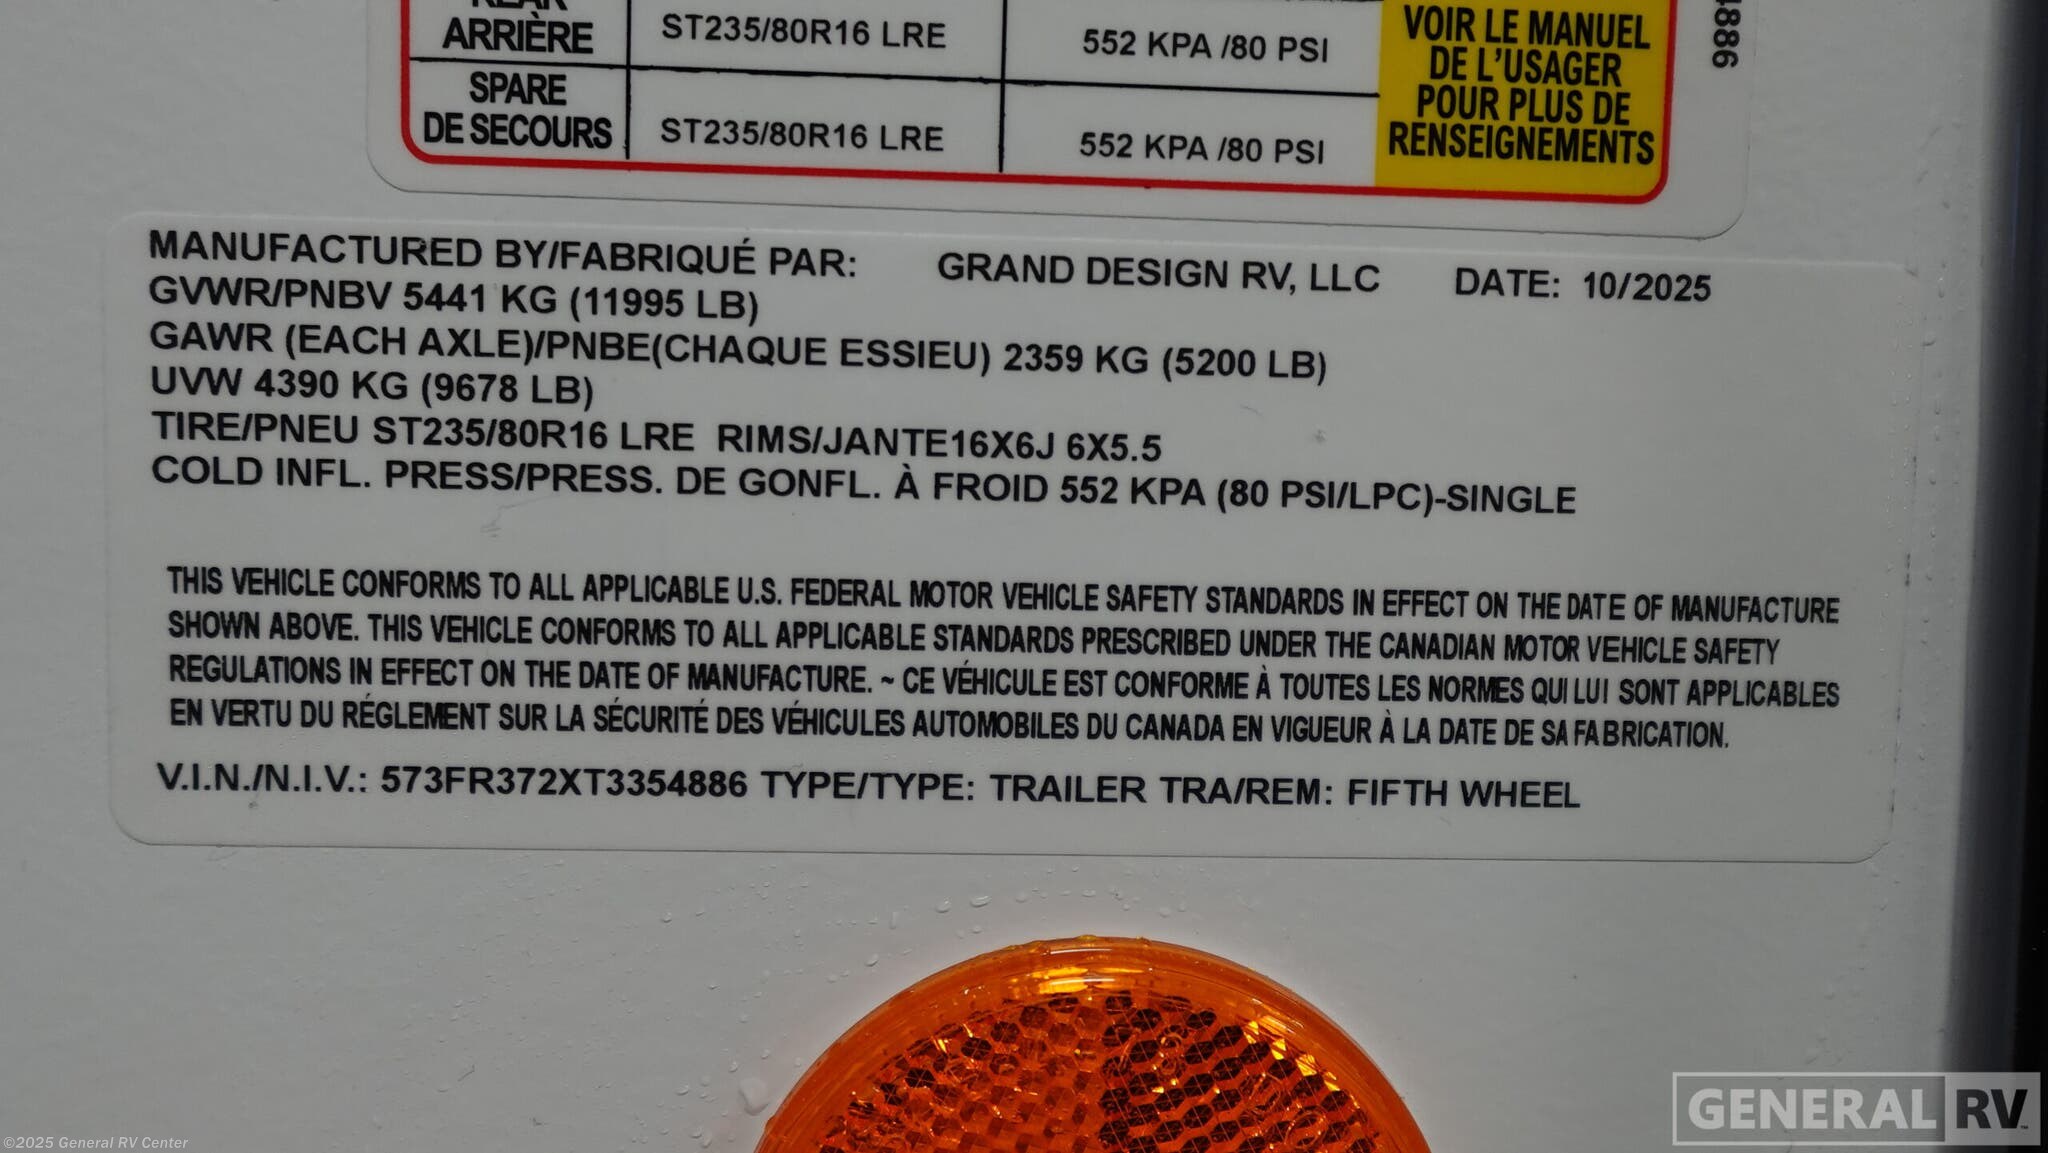 REAR
ARRIÈRE ST235/80R16 LRE 552 KPA /80 PSI
SPARE
DE SECOURS ST235/80R16 LRE 552 KPA /80 PSI
VOIR LE MANUEL
DE L'USAGER
POUR PLUS DE
RENSEIGNEMENTS
4886
MANUFACTURED BY/FABRIQUÉ PAR: GRAND DESIGN RV, LLC DATE: 10/2025
GVWR/PNBV 5441 KG (11995 LB)
GAWR (EACH AXLE)/PNBE(CHAQUE ESSIEU) 2359 KG (5200 LB)
UVW 4390 KG (9678 LB)
TIRE/PNEU ST235/80R16 LRE RIMS/JANTE16X6J 6X5.5
COLD INFL. PRESS/PRESS. DE GONFL. À FROID 552 KPA (80 PSI/LPC)-SINGLE
THIS VEHICLE CONFORMS TO ALL APPLICABLE U.S. FEDERAL MOTOR VEHICLE SAFETY STANDARDS IN EFFECT ON THE DATE OF MANUFACTURE
SHOWN ABOVE. THIS VEHICLE CONFORMS TO ALL APPLICABLE STANDARDS PRESCRIBED UNDER THE CANADIAN MOTOR VEHICLE SAFETY
REGULATIONS IN EFFECT ON THE DATE OF MANUFACTURE. ~ CE VÉHICULE EST CONFORME À TOUTES LES NORMES QUI LUI SONT APPLICABLES
EN VERTU DU RÉGLEMENT SUR LA SÉCURITÉ DES VÉHICULES AUTOMOBILES DU CANADA EN VIGUEUR À LA DATE DE SA FABRICATION.
V.I.N./N.I.V.: 573FR372XT3354886 TYPE/TYPE: TRAILER TRA/REM: FIFTH WHEEL
GENERAL RV
©2025 General RV Center